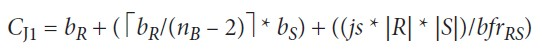 C_J1 = b_R + (⌈b_R/(n_B – 2)⌉ * b_S) + ((js * |R| * |S|)/bfr_RS)